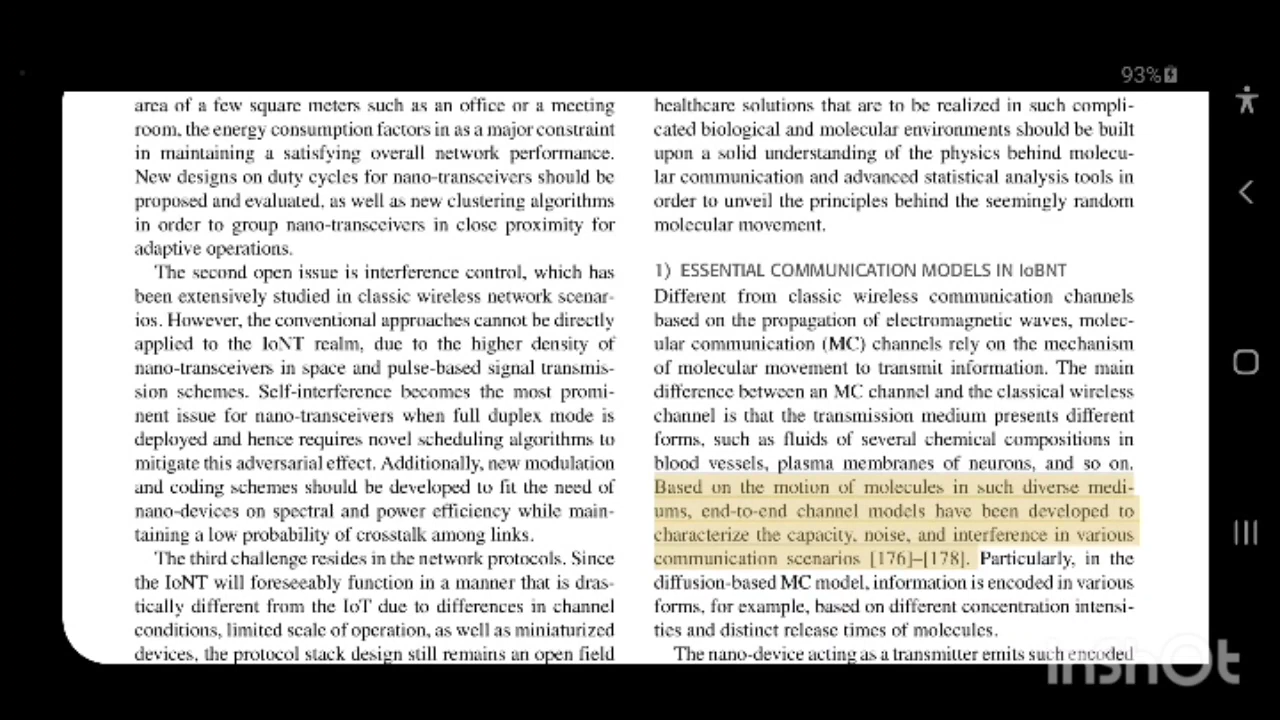 93%
area of a few square meters such as an office or a meeting
room, the energy consumption factors in as a major constraint
in maintaining a satisfying overall network performance.
New designs on duty cycles for nano-transceivers should be
proposed and evaluated, as well as new clustering algorithms
in order to group nano-transceivers in close proximity for
adaptive operations.
The second open issue is interference control, which has
been extensively studied in classic wireless network scenar-
ios. However, the conventional approaches cannot be directly
applied to the IoNT realm, due to the higher density of
nano-transceivers in space and pulse-based signal transmis-
sion schemes. Self-interference becomes the most promi-
nent issue for nano-transceivers when full duplex mode is
deployed and hence requires novel scheduling algorithms to
mitigate this adversarial effect. Additionally, new modulation
and coding schemes should be developed to fit the need of
nano-devices on spectral and power efficiency while main-
taining a low probability of crosstalk among links.
The third challenge resides in the network protocols. Since
the IoNT will foreseeably function in a manner that is dras-
tically different from the IoT due to differences in channel
conditions, limited scale of operation, as well as miniaturized
devices, the protocol stack design still remains an open field
healthcare solutions that are to be realized in such compli-
cated biological and molecular environments should be built
upon a solid understanding of the physics behind molecu-
lar communication and advanced statistical analysis tools in
order to unveil the principles behind the seemingly random
molecular movement.
1) ESSENTIAL COMMUNICATION MODELS IN IoBNT
Different from classic wireless communication channels
based on the propagation of electromagnetic waves, molec-
ular communication (MC) channels rely on the mechanism
of molecular movement to transmit information. The main
difference between an MC channel and the classical wireless
channel is that the transmission medium presents different
forms, such as fluids of several chemical compositions in
blood vessels, plasma membranes of neurons, and so on.
Based on the motion of molecules in such diverse medi-
ums, end-to-end channel models have been developed to
characterize the capacity, noise, and interference in various
communication scenarios [176]–[178]. Particularly, in the
diffusion-based MC model, information is encoded in various
forms, for example, based on different concentration intensi-
ties and distinct release times of molecules.
The nano-device acting as a transmitter emits such encoded
InShOt